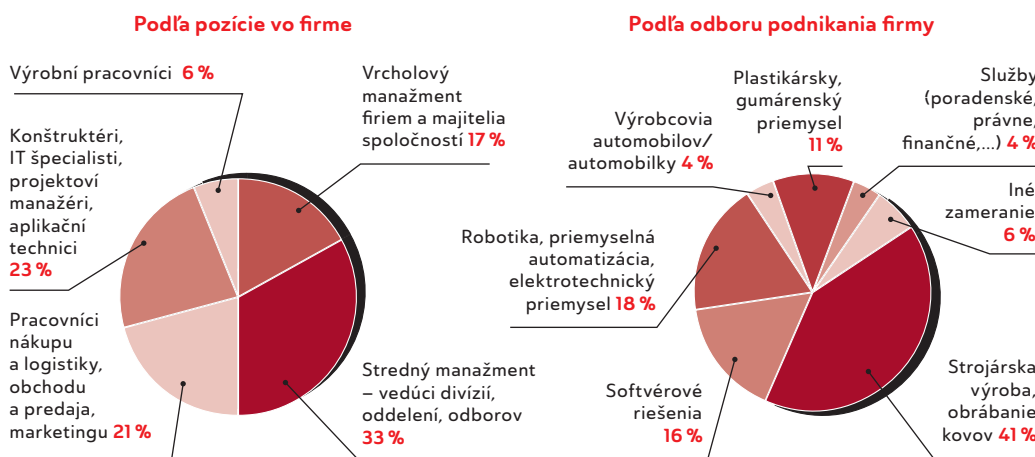 Podľa pozície vo firme
Výrobní pracovníci 6 %
Vrcholový
manažment
firiem a majitelia
spoločností 17 %
Konštruktéri,
IT špecialisti,
projektoví
manažéri,
aplikační
technici
23 %
Pracovníci
nákupu
a logistiky,
obchodu
a predaja,
marketingu 21 %
Stredný manažment
– vedúci divízií,
oddelení, odborov
33 %
Podľa odboru podnikania firmy
Výrobcovia
automobilov/
automobilky 4 %
Plastikársky,
gumárenský
priemysel
11 %
Služby
(poradenské,
právne,
finančné,...) 4 %
Iné
zameranie
6 %
Robotika, priemyselná
automatizácia,
elektrotechnický
priemysel 18 %
Softvérové
riešenia
16 %
Strojárska
výroba,
obrábanie
kovov 41 %